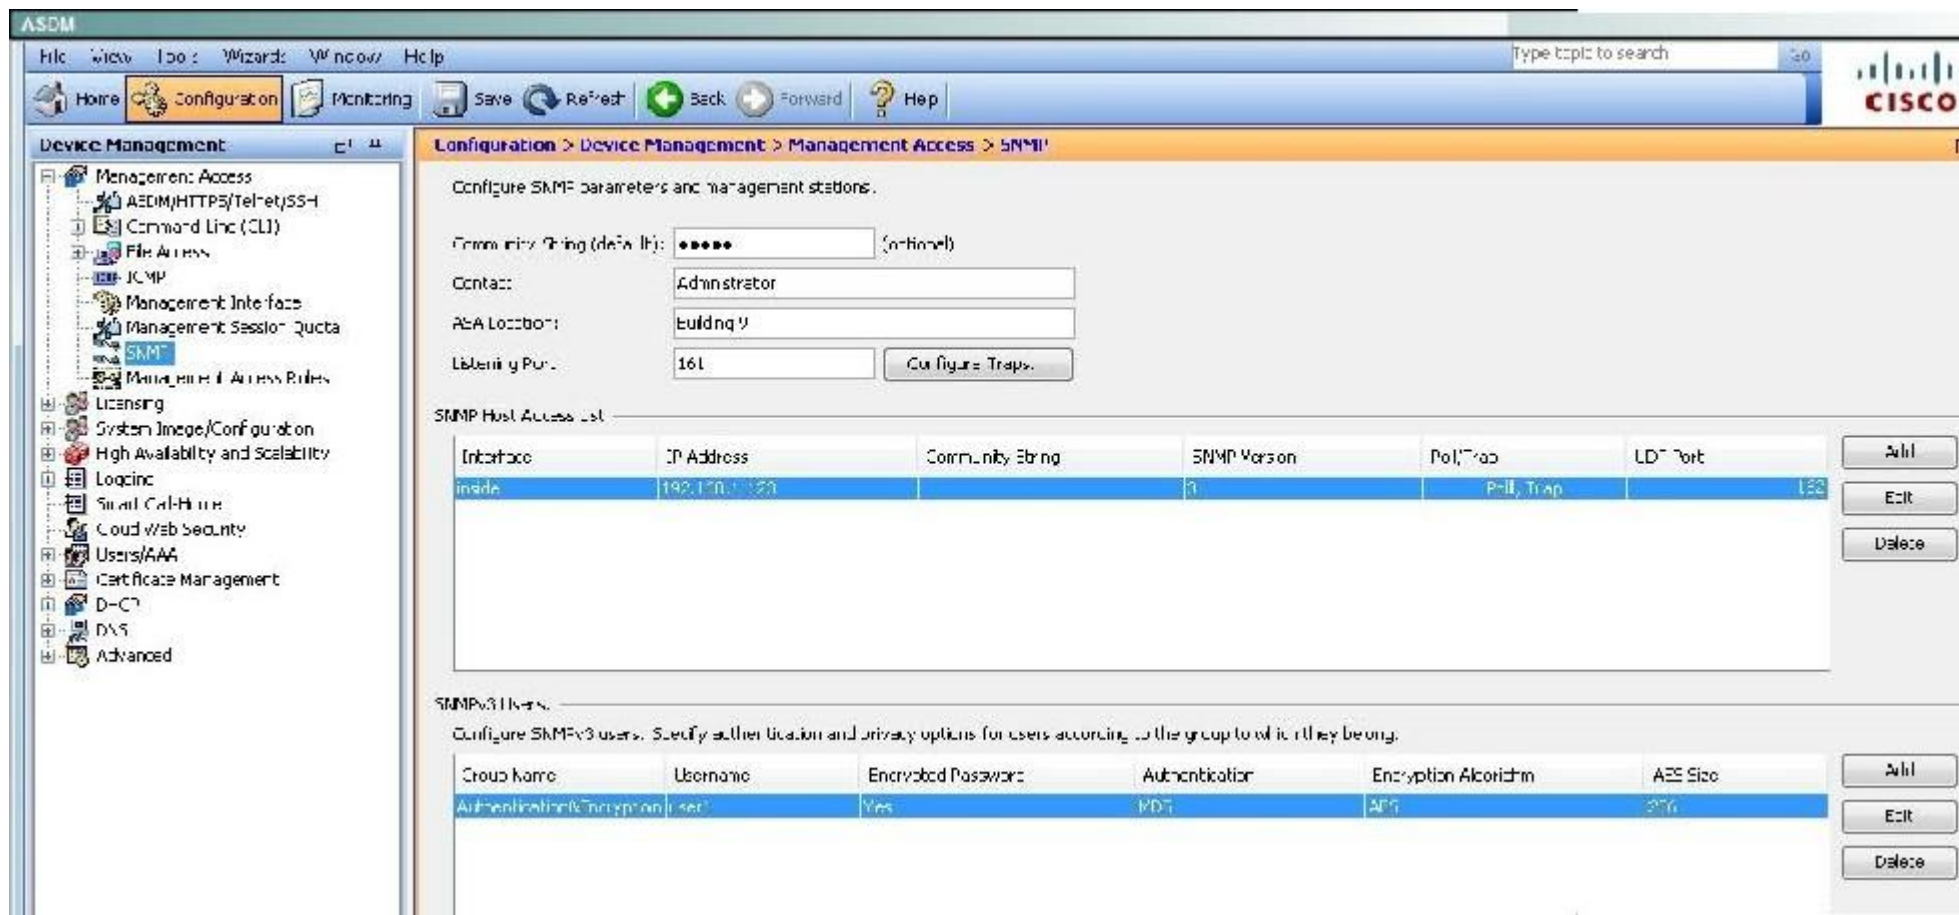 ASDM
File View Tools Wizards Window Help
Type topic to search Go
Home Configuration Monitoring Save Refresh Back Forward Help
CISCO
Device Management
Configuration > Device Management > Management Access > SNMP
Management Access
ASDM/HTTPS/Telnet/SSH
Command Line (CLI)
File Access
ICMP
Management Interface
Management Session Quota
SNMP
Management Access Rules
Licensing
System Image/Configuration
High Availability and Scalability
Logging
Smart Call-Home
Cloud Web Security
Users/AAA
Certificate Management
DHCP
DNS
Advanced
Configure SNMP parameters and management stations.
Community String (default): ••••• (optional)
Contact: Administrator
ASA Location: Building 9
Listening Port: 161 Configure Traps.
SNMP Host Access List
Interface IP Address Community String SNMP Version Poll/Trap UDP Port
inside 3 Poll, Trap 162
Add
Edit
Delete
SNMPv3 Users
Configure SNMPv3 users. Specify authentication and privacy options for users according to the group to which they belong.
Group Name Username Encrypted Password Authentication Encryption Algorithm AES Size
Authentication&Encryption user1 Yes MD5 AES 256
Add
Edit
Delete